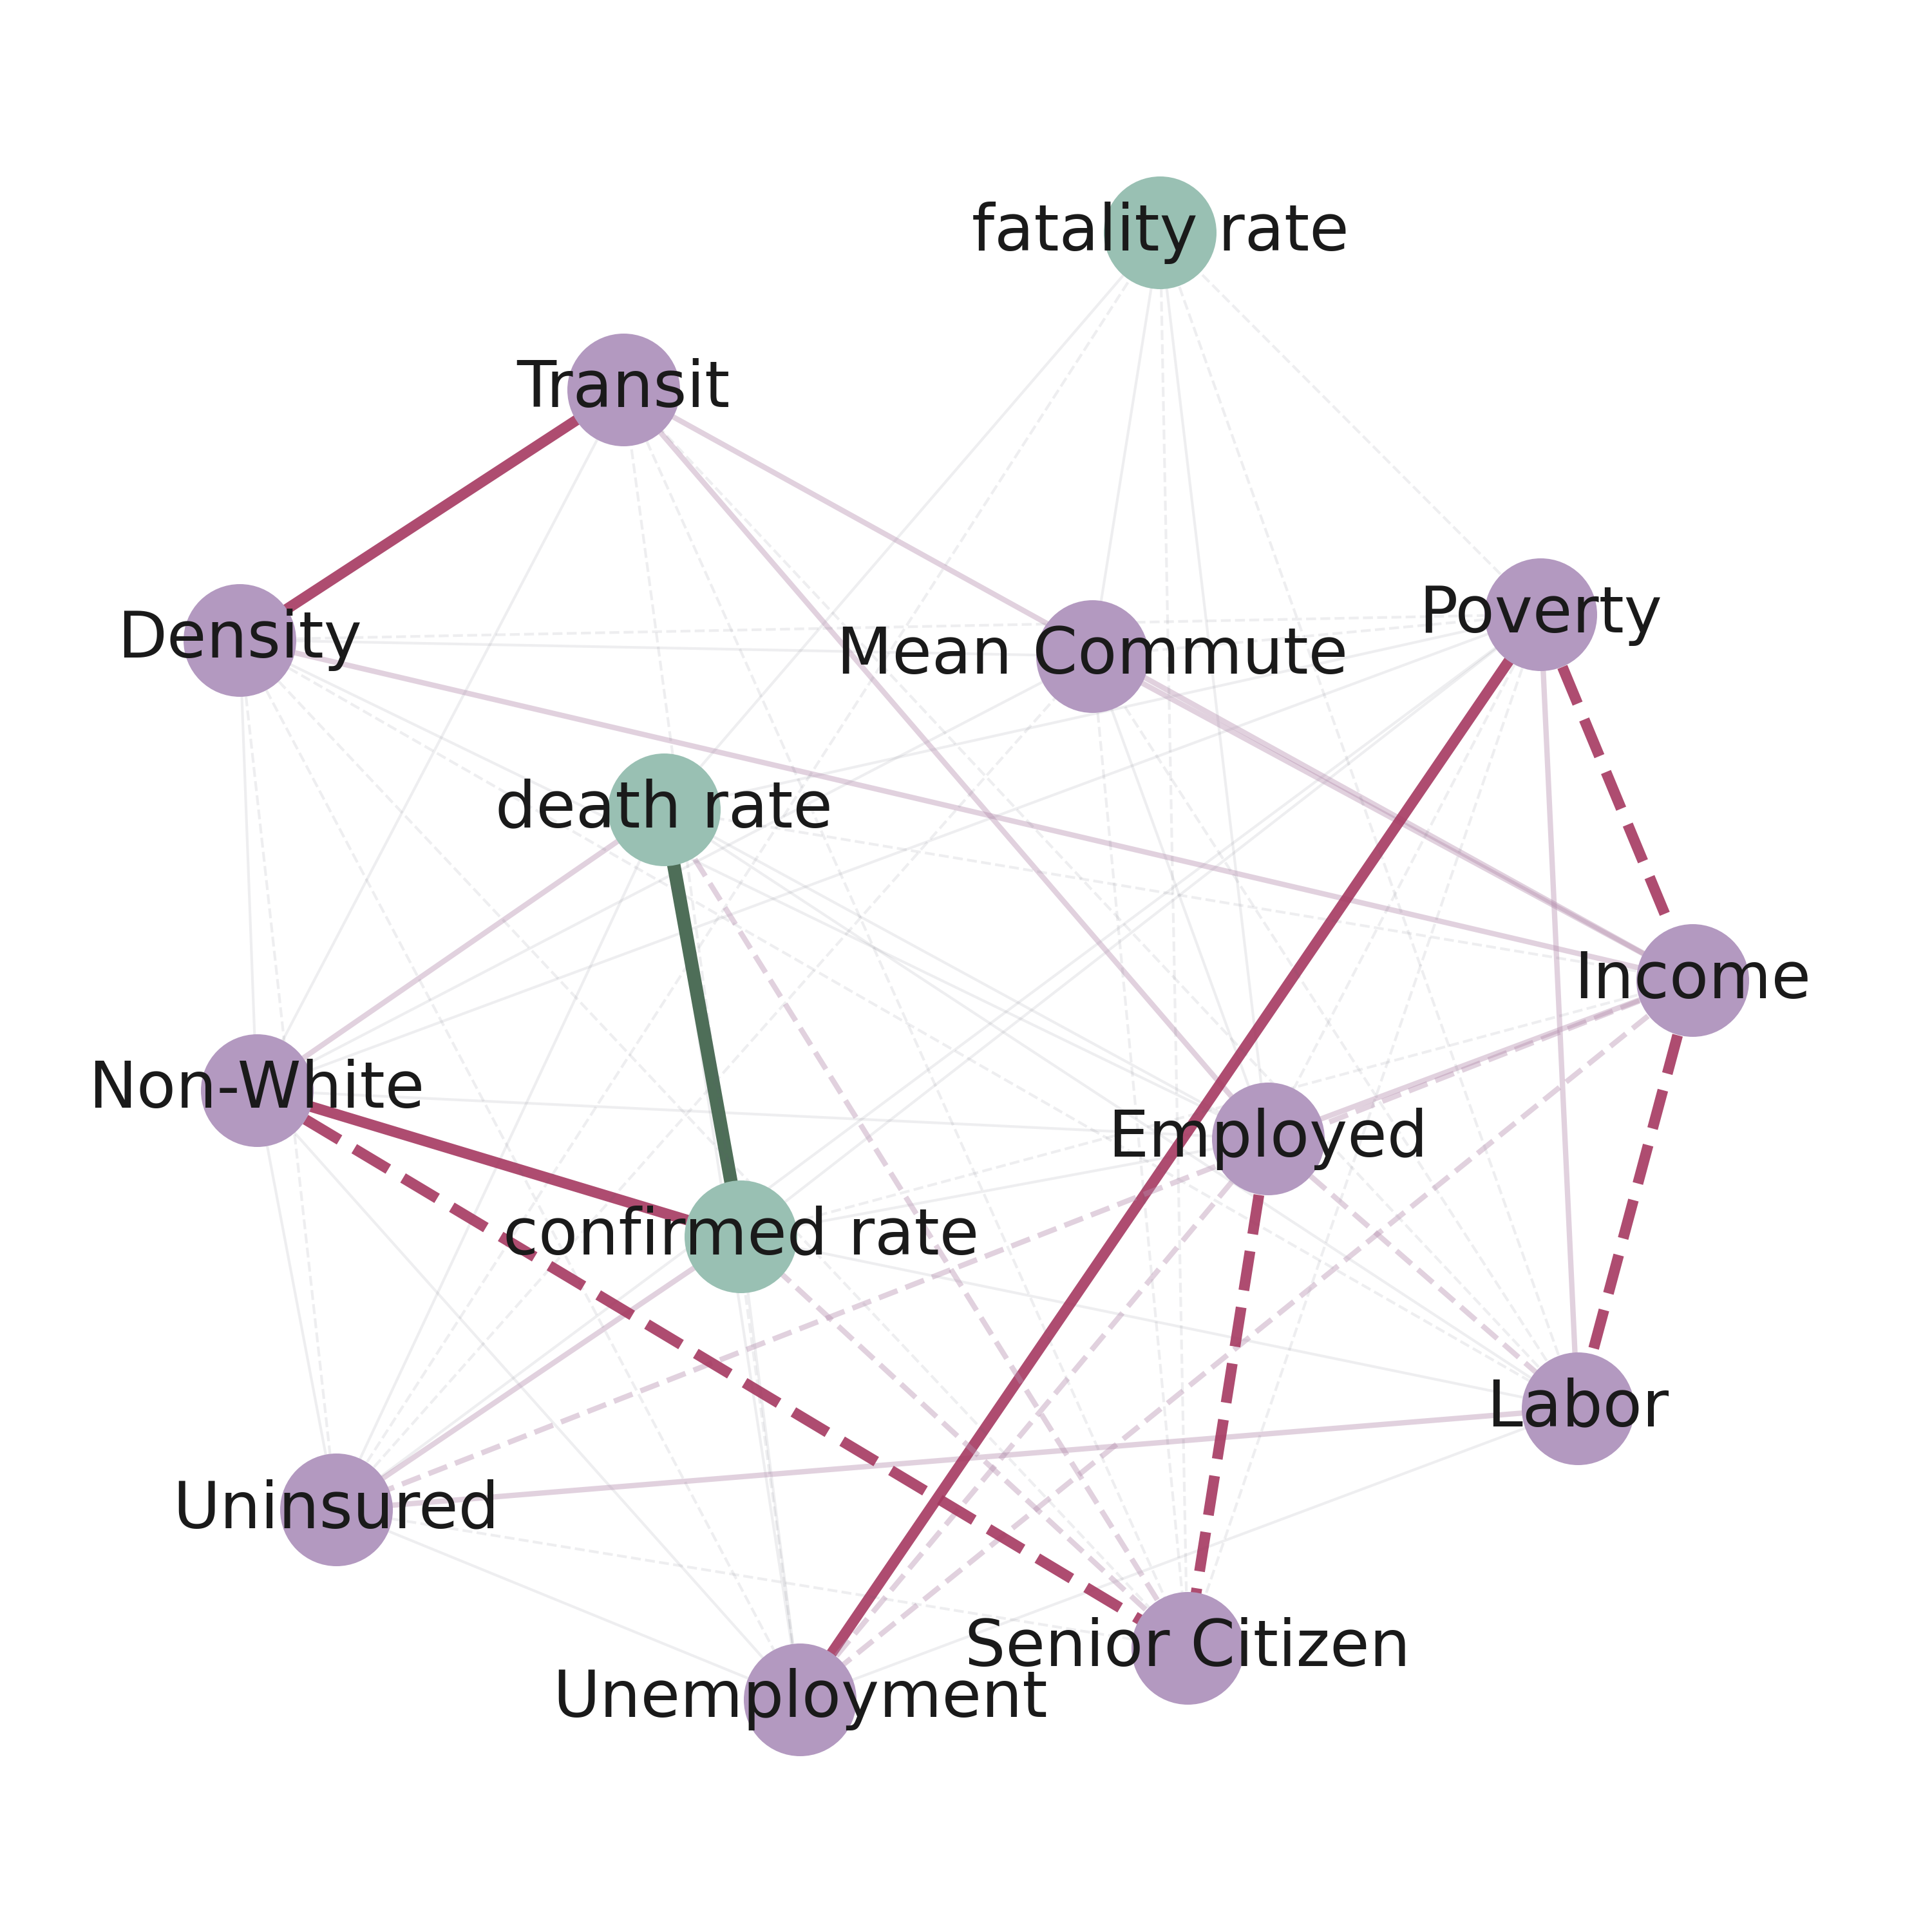 fatality rate
Transit
Poverty
Density
Mean Commute
death rate
Income
Non-White
Employed
confirmed rate
Labor
Uninsured
Senior Citizen
Unemployment